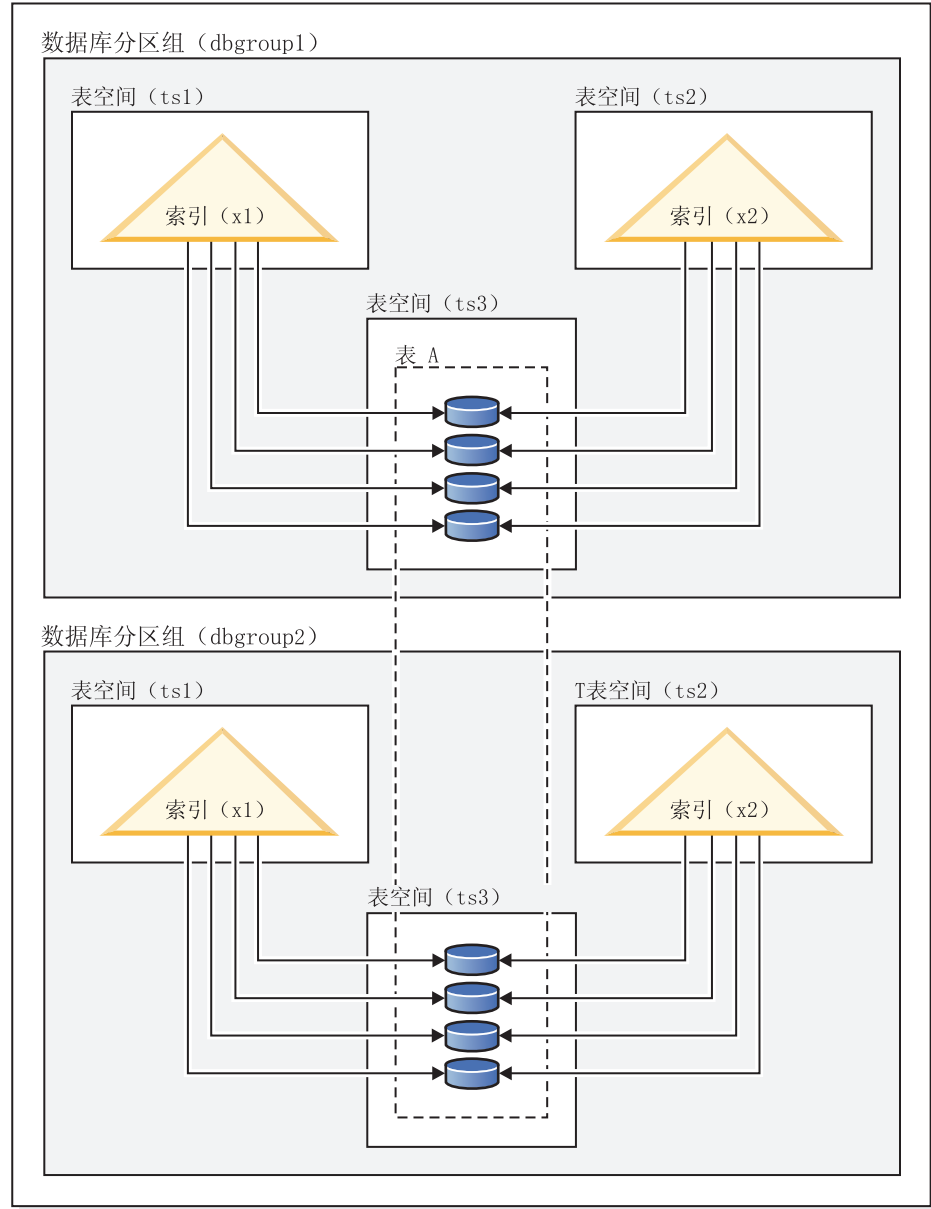 数据库分区组（dbgroup1）
表空间（ts1）
表空间（ts2）
索引（x1）
索引（x2）
表空间（ts3）
表 A
数据库分区组（dbgroup2）
表空间（ts1）
T表空间（ts2）
索引（x1）
索引（x2）
表空间（ts3）